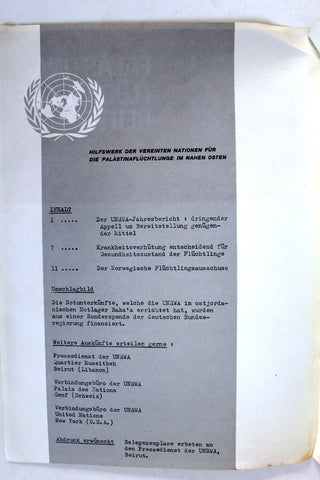 HILFSWERK DER VEREINTEN NATIONEN FÜR
DIE PALÄSTINAFLÜCHTLUNGE IM NAHEN OSTEN
INHALT
1 ..... Der UNRWA-Jahresbericht : dringender
Appell um Bereitstellung genügen-
der Mittel
7 ..... Krankheitsverhütung entscheidend für
Gesundheitszustand der Flüchtlinge
11 ..... Der Norwegische Flüchtlingsausschuss
Umschlagbild
Die Notunterkünfte, welche die UNRWA im ostjorda-
nischen Notlager Baka'a errichtet hat, wurden
aus einer Sonderspende der deutschen Bundes-
regierung finanziert.
Weitere Auskünfte erteilen gerne :
Pressedienst der UNRWA
Quartier Museitbeh
Beirut (Libanon)
Verbindungsbüro der UNRWA
Palais des Nations
Genf (Schweiz)
Verbindungsbüro der UNRWA
United Nations
New York (U.S.A.)
Abdruck erwünscht Belegexemplare erbeten an
den Pressedienst der UNRWA,
Beirut.